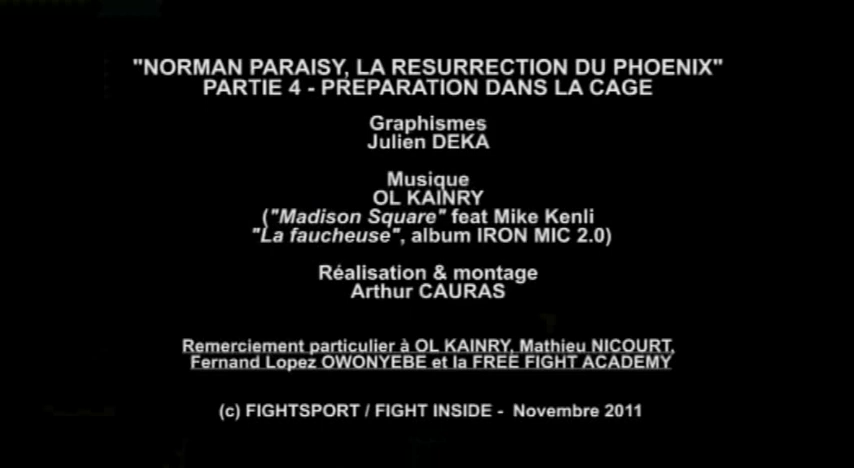 "NORMAN PARAISY, LA RESURRECTION DU PHOENIX"
PARTIE 4 - PREPARATION DANS LA CAGE
Graphismes
Julien DEKA
Musique
OL KAINRY
("Madison Square" feat Mike Kenli
"La faucheuse", album IRON MIC 2.0)
Réalisation & montage
Arthur CAURAS
Remerciement particulier à OL KAINRY, Mathieu NICOURT,
Fernand Lopez OWONYEBE et la FREE FIGHT ACADEMY
(c) FIGHTSPORT / FIGHT INSIDE - Novembre 2011